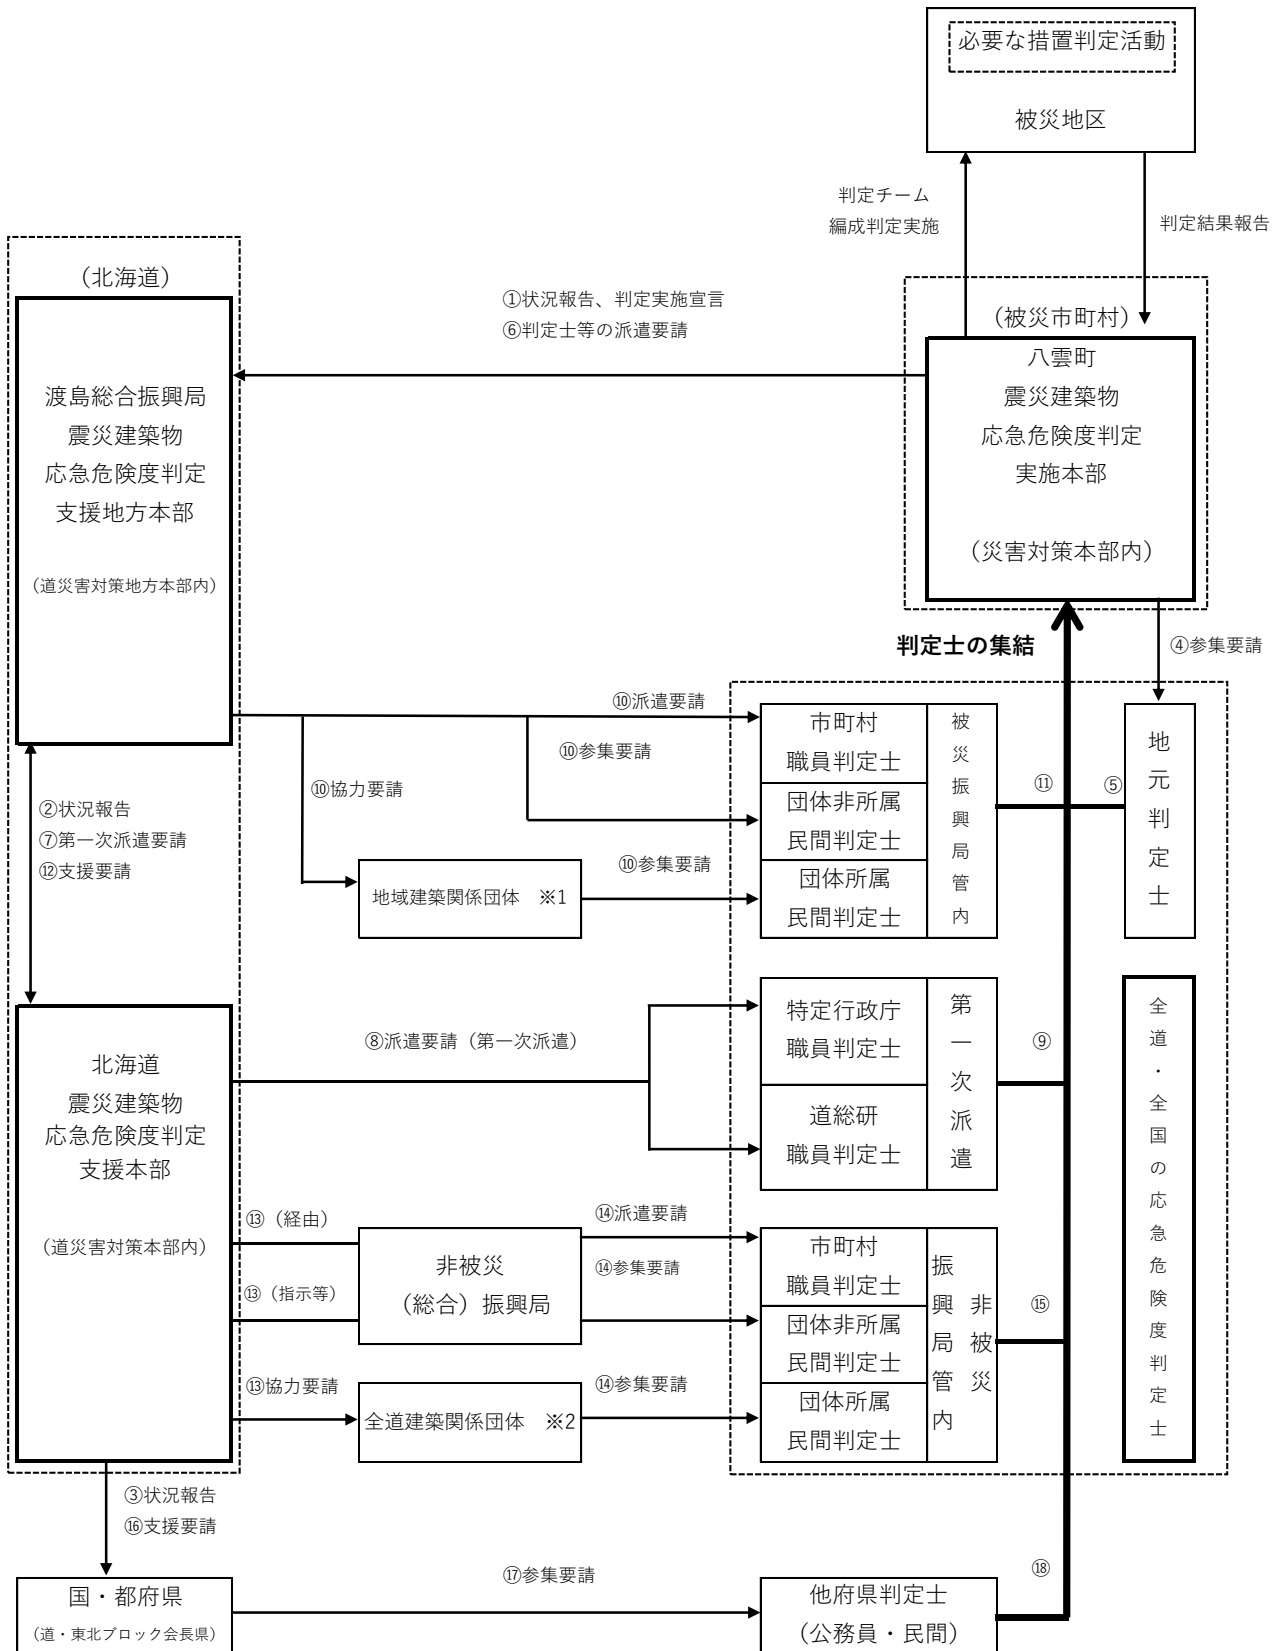 必要な措置判定活動
被災地区
判定チーム
編成判定実施
判定結果報告
（北海道）
渡島総合振興局
震災建築物
応急危険度判定
支援地方本部
（道災害対策地方本部内）
①状況報告、判定実施宣言
⑥判定士等の派遣要請
（被災市町村）
八雲町
震災建築物
応急危険度判定
実施本部
（災害対策本部内）
判定士の集結
④参集要請
⑩派遣要請
⑩参集要請
⑩協力要請
②状況報告
⑦第一次派遣要請
⑫支援要請
地域建築関係団体　※1
⑩参集要請
市町村
職員判定士
団体非所属
民間判定士
団体所属
民間判定士
被災振興局管内
⑪
⑤
地元判定士
北海道
震災建築物
応急危険度判定
支援本部
（道災害対策本部内）
⑧派遣要請（第一次派遣）
特定行政庁
職員判定士
道総研
職員判定士
第一次派遣
⑨
全道・全国の応急危険度判定士
⑬（経由）
⑬（指示等）
非被災
（総合）振興局
⑭派遣要請
⑭参集要請
⑬協力要請
全道建築関係団体　※2
⑭参集要請
市町村
職員判定士
団体非所属
民間判定士
団体所属
民間判定士
非被災
振興局管内
⑮
③状況報告
⑯支援要請
国・都府県
（道・東北ブロック会長県）
⑰参集要請
他府県判定士
（公務員・民間）
⑱